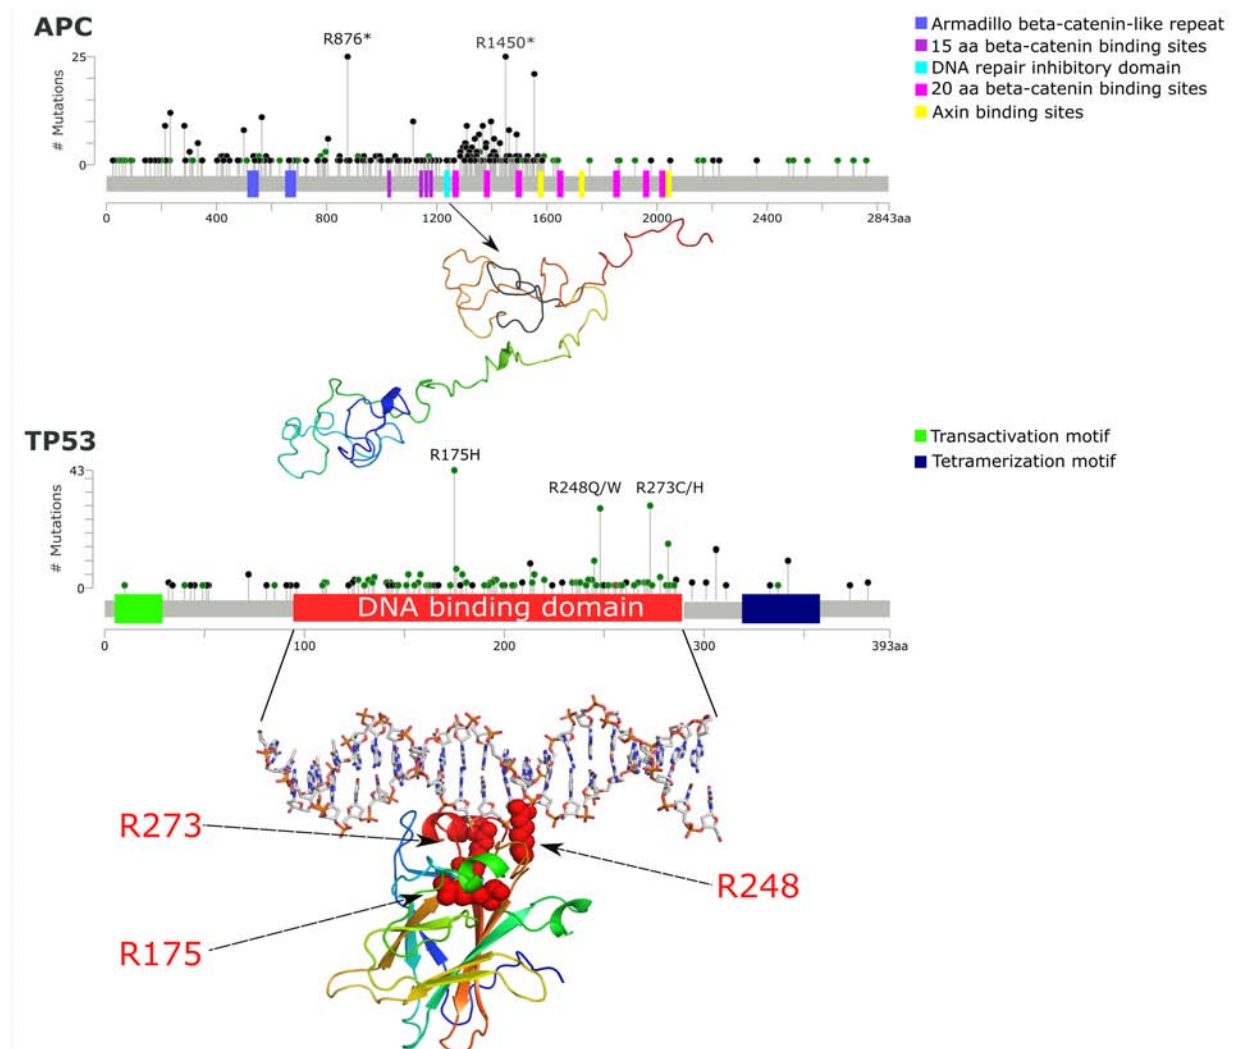 APC
R876*
R1450*
25
# Mutations
0
0 400 800 1200 1600 2000 2400 2843aa
Armadillo beta-catenin-like repeat
15 aa beta-catenin binding sites
DNA repair inhibitory domain
20 aa beta-catenin binding sites
Axin binding sites
TP53
R175H
R248Q/W R273C/H
43
# Mutations
0
DNA binding domain
0 100 200 300 393aa
Transactivation motif
Tetramerization motif
R273
R248
R175